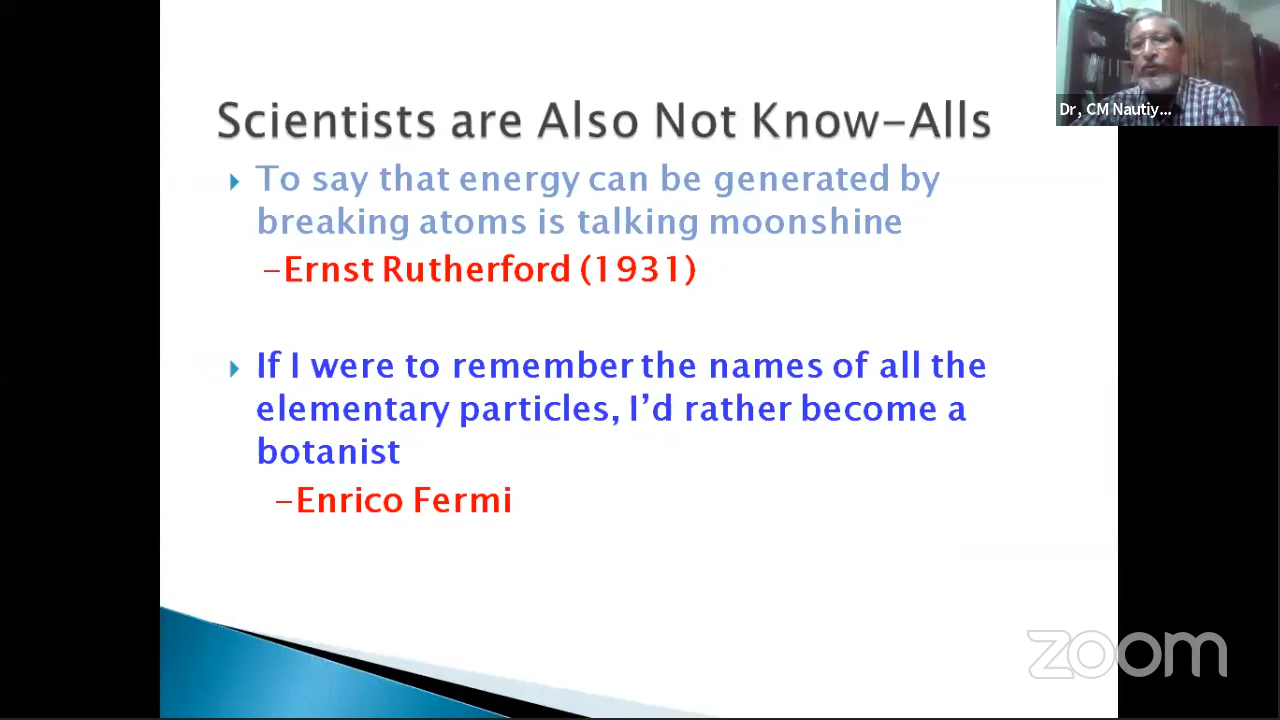 Scientists are Also Not Know-Alls
To say that energy can be generated by
breaking atoms is talking moonshine
–Ernst Rutherford (1931)
If I were to remember the names of all the
elementary particles, I’d rather become a
botanist
–Enrico Fermi
Dr, CM Nautiy...
zoom